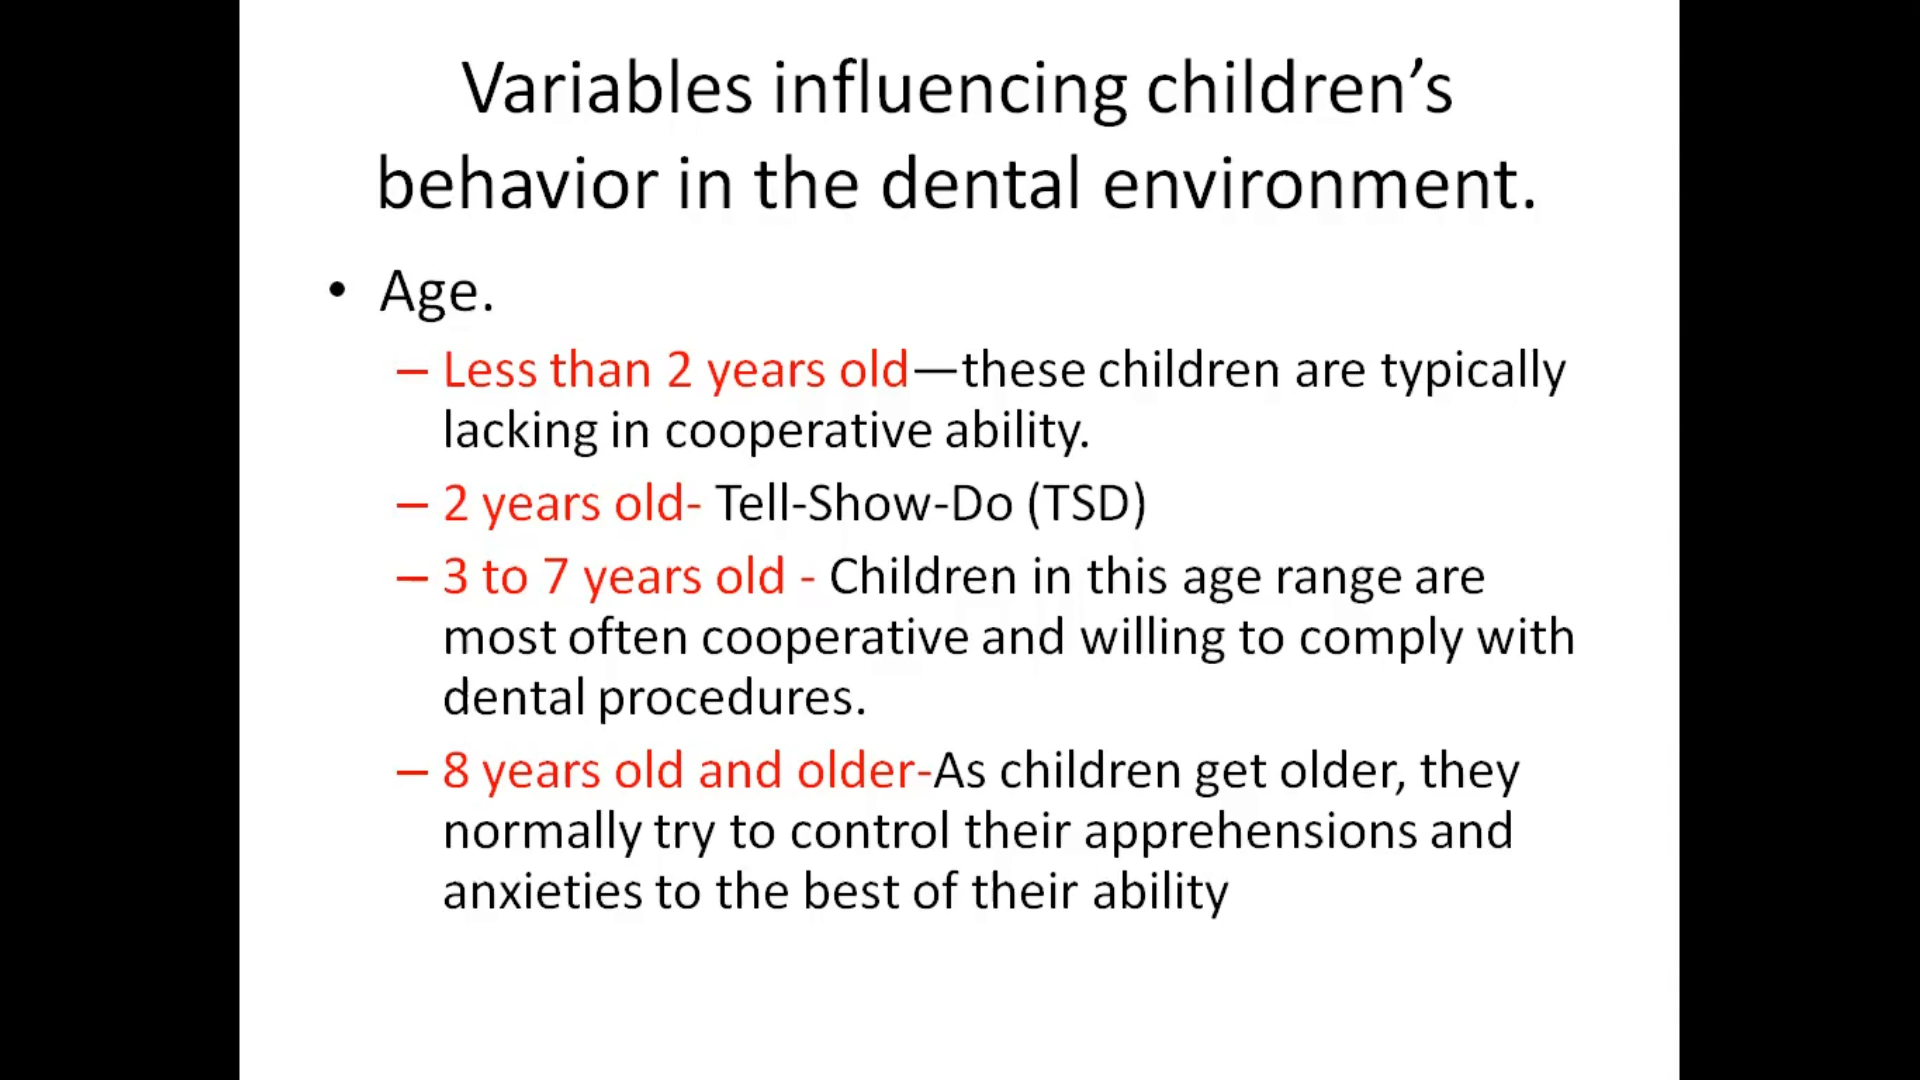 Variables influencing children’s
behavior in the dental environment.
• Age.
– Less than 2 years old—these children are typically
lacking in cooperative ability.
– 2 years old- Tell-Show-Do (TSD)
– 3 to 7 years old - Children in this age range are
most often cooperative and willing to comply with
dental procedures.
– 8 years old and older-As children get older, they
normally try to control their apprehensions and
anxieties to the best of their ability